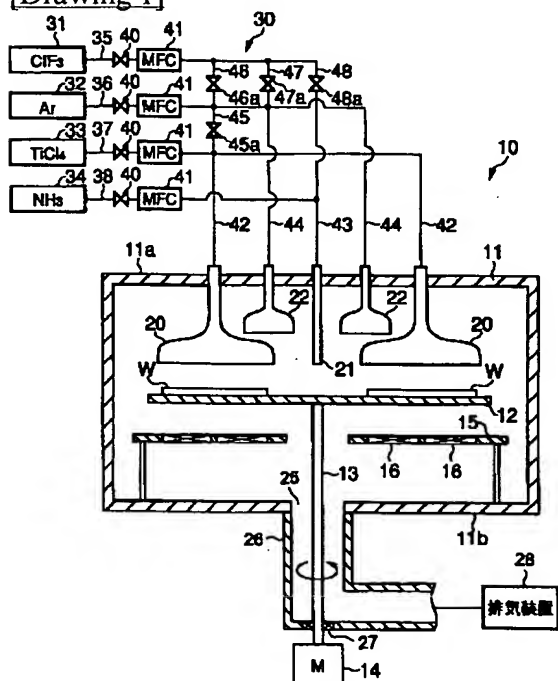 [Drawing 1]
31
35
40
41
30
ClF3
MFC
46
47
48
32
36
40
41
46a
47a
48a
Ar
MFC
45
33
37
40
41
45a
TiCl4
MFC
34
38
40
41
10
NH3
MFC
42
44
43
44
42
11a
11
20
22
22
20
21
W
W
12
15
13
16
16
25
26
11b
28
排気装置
27
M
14